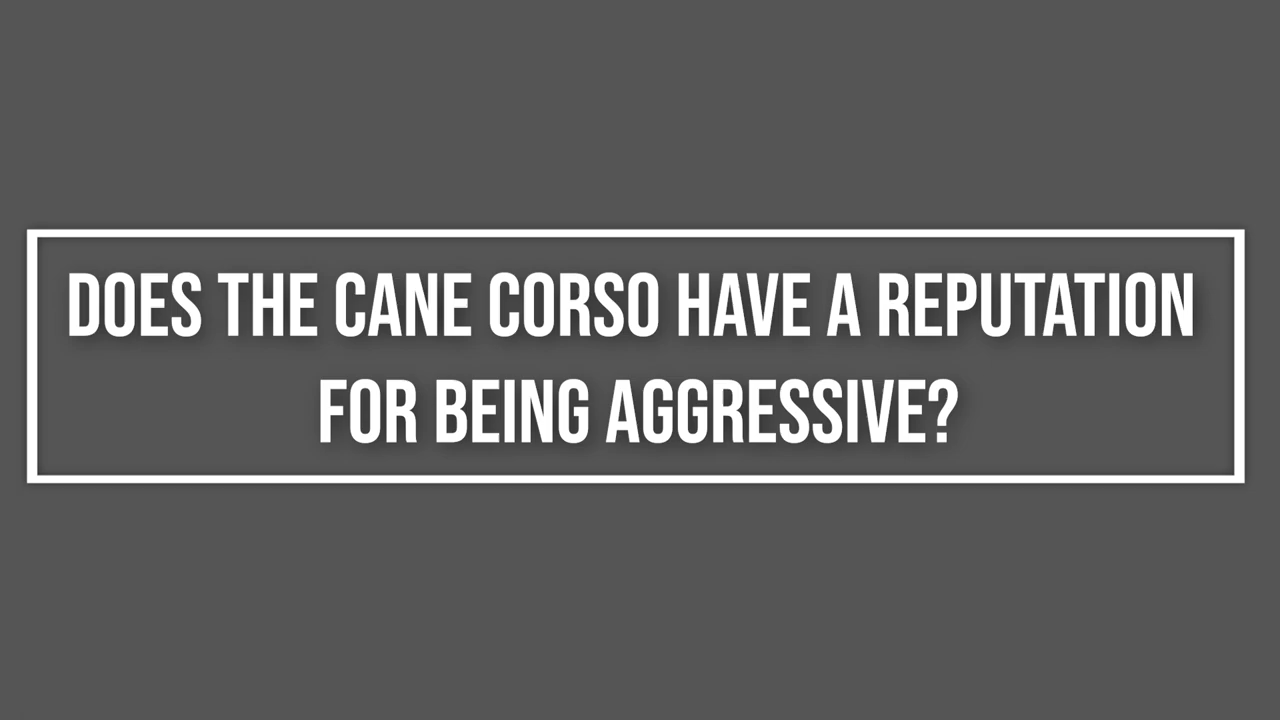 DOES THE CANE CORSO HAVE A REPUTATION
FOR BEING AGGRESSIVE?